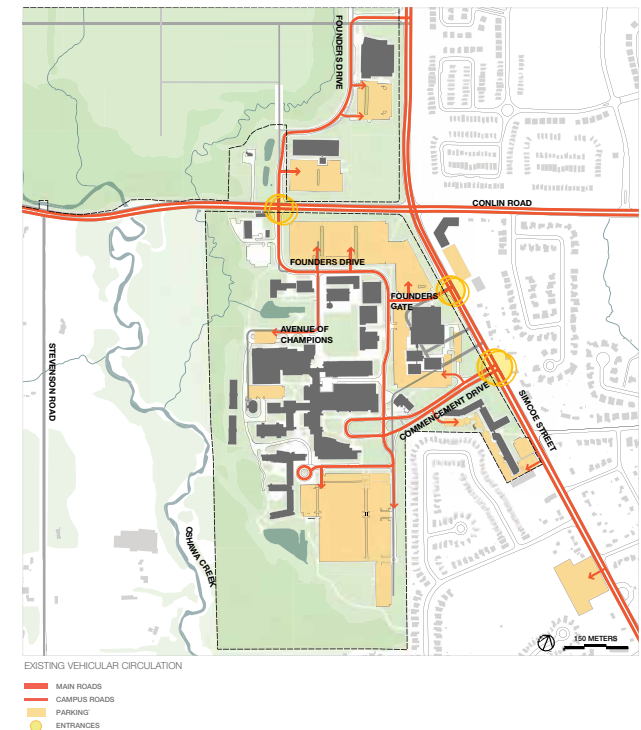 FOUNDERS DRIVE
CONLIN ROAD
FOUNDERS DRIVE
FOUNDERS
GATE
AVENUE OF
CHAMPIONS
STEVENSON ROAD
COMMENCEMENT DRIVE
SIMCOE STREET
OSHAWA CREEK
150 METERS
EXISTING VEHICULAR CIRCULATION
MAIN ROADS
CAMPUS ROADS
PARKING
ENTRANCES